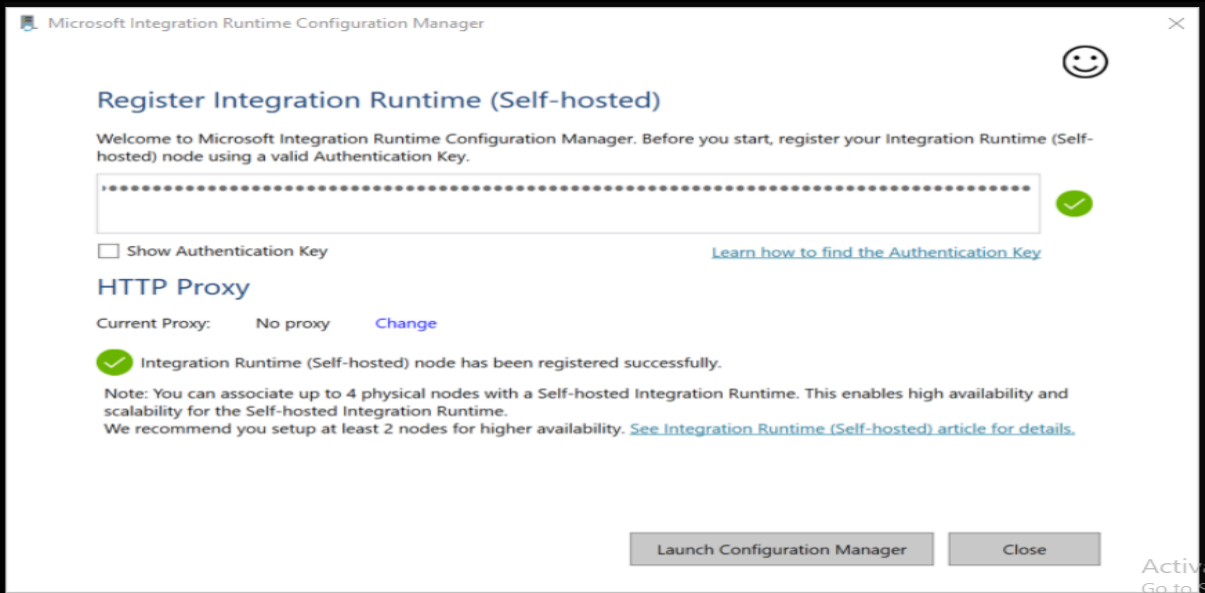 Microsoft Integration Runtime Configuration Manager
Register Integration Runtime (Self-hosted)
Welcome to Microsoft Integration Runtime Configuration Manager. Before you start, register your Integration Runtime (Self-
hosted) node using a valid Authentication Key.
Show Authentication Key
Learn how to find the Authentication Key
HTTP Proxy
Current Proxy: No proxy Change
Integration Runtime (Self-hosted) node has been registered successfully.
Note: You can associate up to 4 physical nodes with a Self-hosted Integration Runtime. This enables high availability and
scalability for the Self-hosted Integration Runtime.
We recommend you setup at least 2 nodes for higher availability. See Integration Runtime (Self-hosted) article for details.
Launch Configuration Manager
Close
Go to